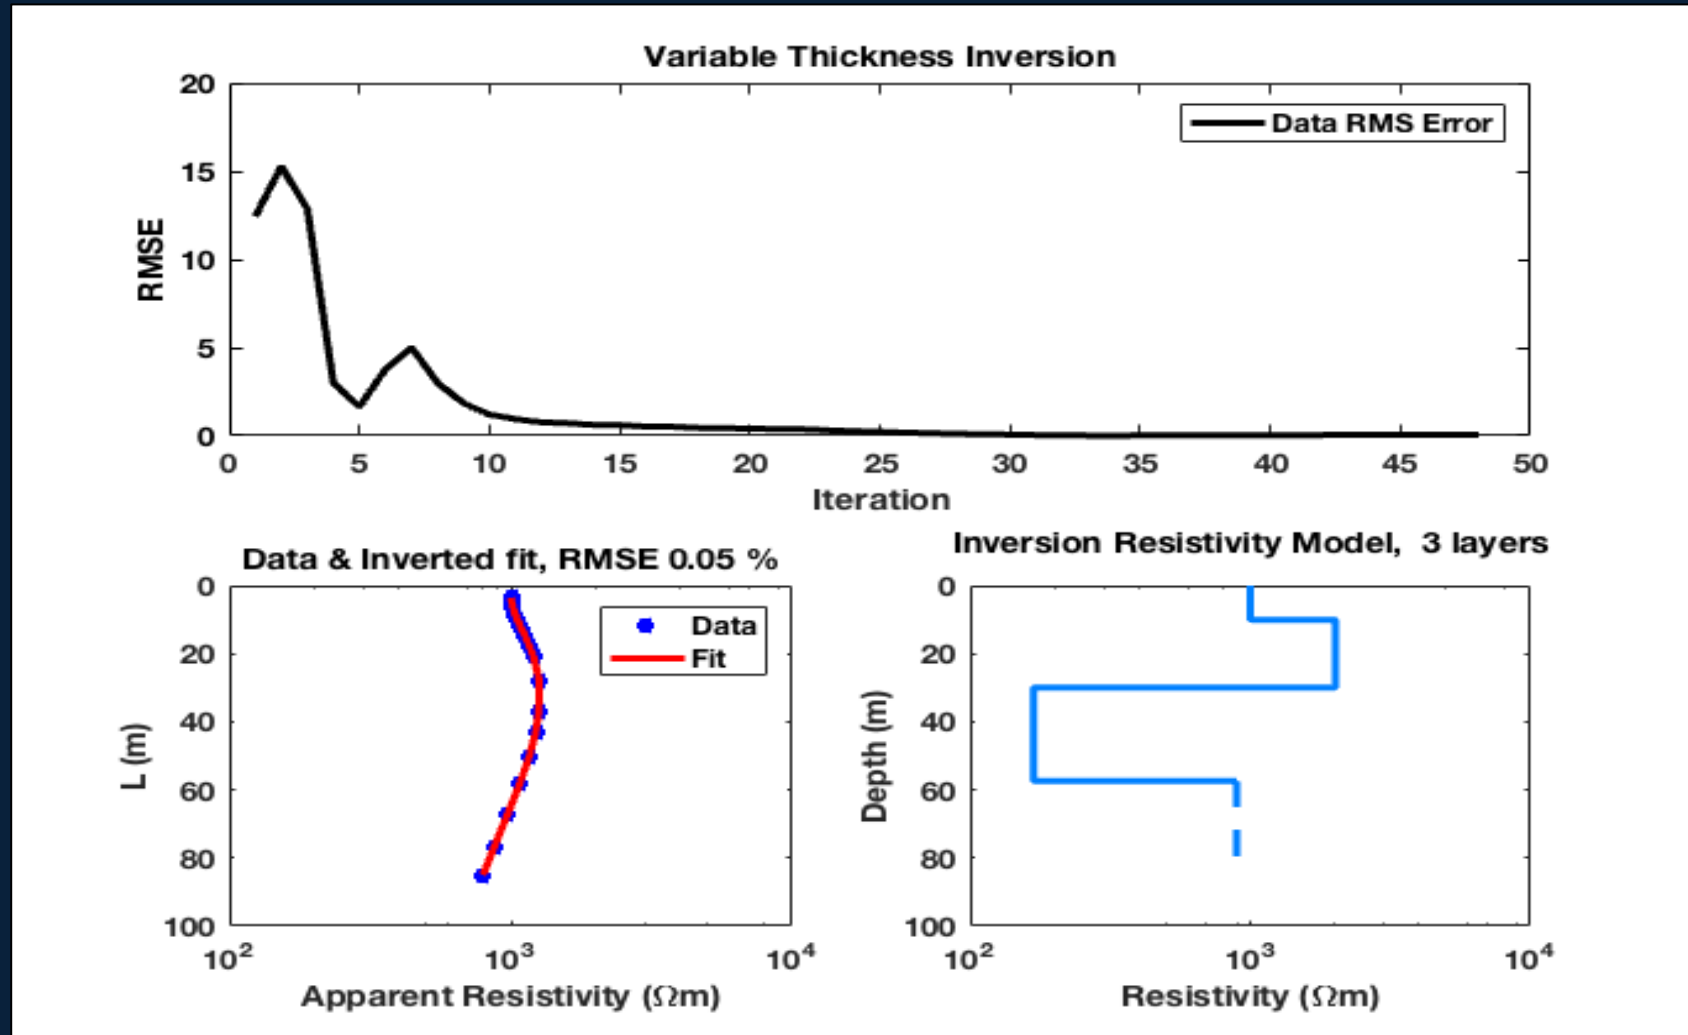 Variable Thickness Inversion
20
15
10
5
0
RMSE
Data RMS Error
0 5 10 15 20 25 30 35 40 45 50
Iteration
Data & Inverted fit, RMSE 0.05 %
0
20
40
60
80
100
L (m)
Data
Fit
10² 10³ 10⁴
Apparent Resistivity (Ωm)
Inversion Resistivity Model, 3 layers
0
20
40
60
80
100
Depth (m)
10² 10³ 10⁴
Resistivity (Ωm)